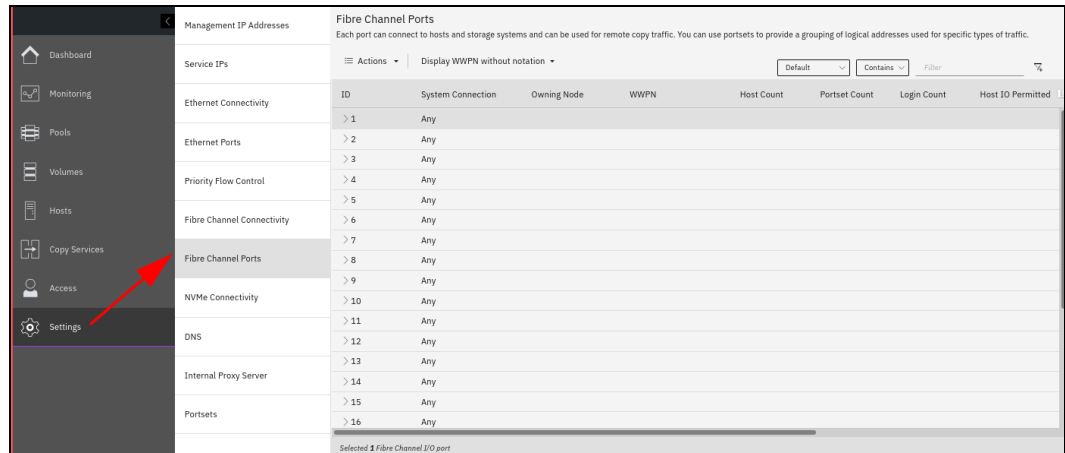 Dashboard
Monitoring
Pools
Volumes
Hosts
Copy Services
Access
Settings
Management IP Addresses
Service IPs
Ethernet Connectivity
Ethernet Ports
Priority Flow Control
Fibre Channel Connectivity
Fibre Channel Ports
NVMe Connectivity
DNS
Internal Proxy Server
Portsets
Fibre Channel Ports
Each port can connect to hosts and storage systems and can be used for remote copy traffic. You can use portsets to provide a grouping of logical addresses used for specific types of traffic.
Actions Display WWPN without notation Default Contains Filter
ID System Connection Owning Node WWPN Host Count Portset Count Login Count Host IO Permitted
1 Any
2 Any
3 Any
4 Any
5 Any
6 Any
7 Any
8 Any
9 Any
10 Any
11 Any
12 Any
13 Any
14 Any
15 Any
16 Any
Selected 1 Fibre Channel I/O port